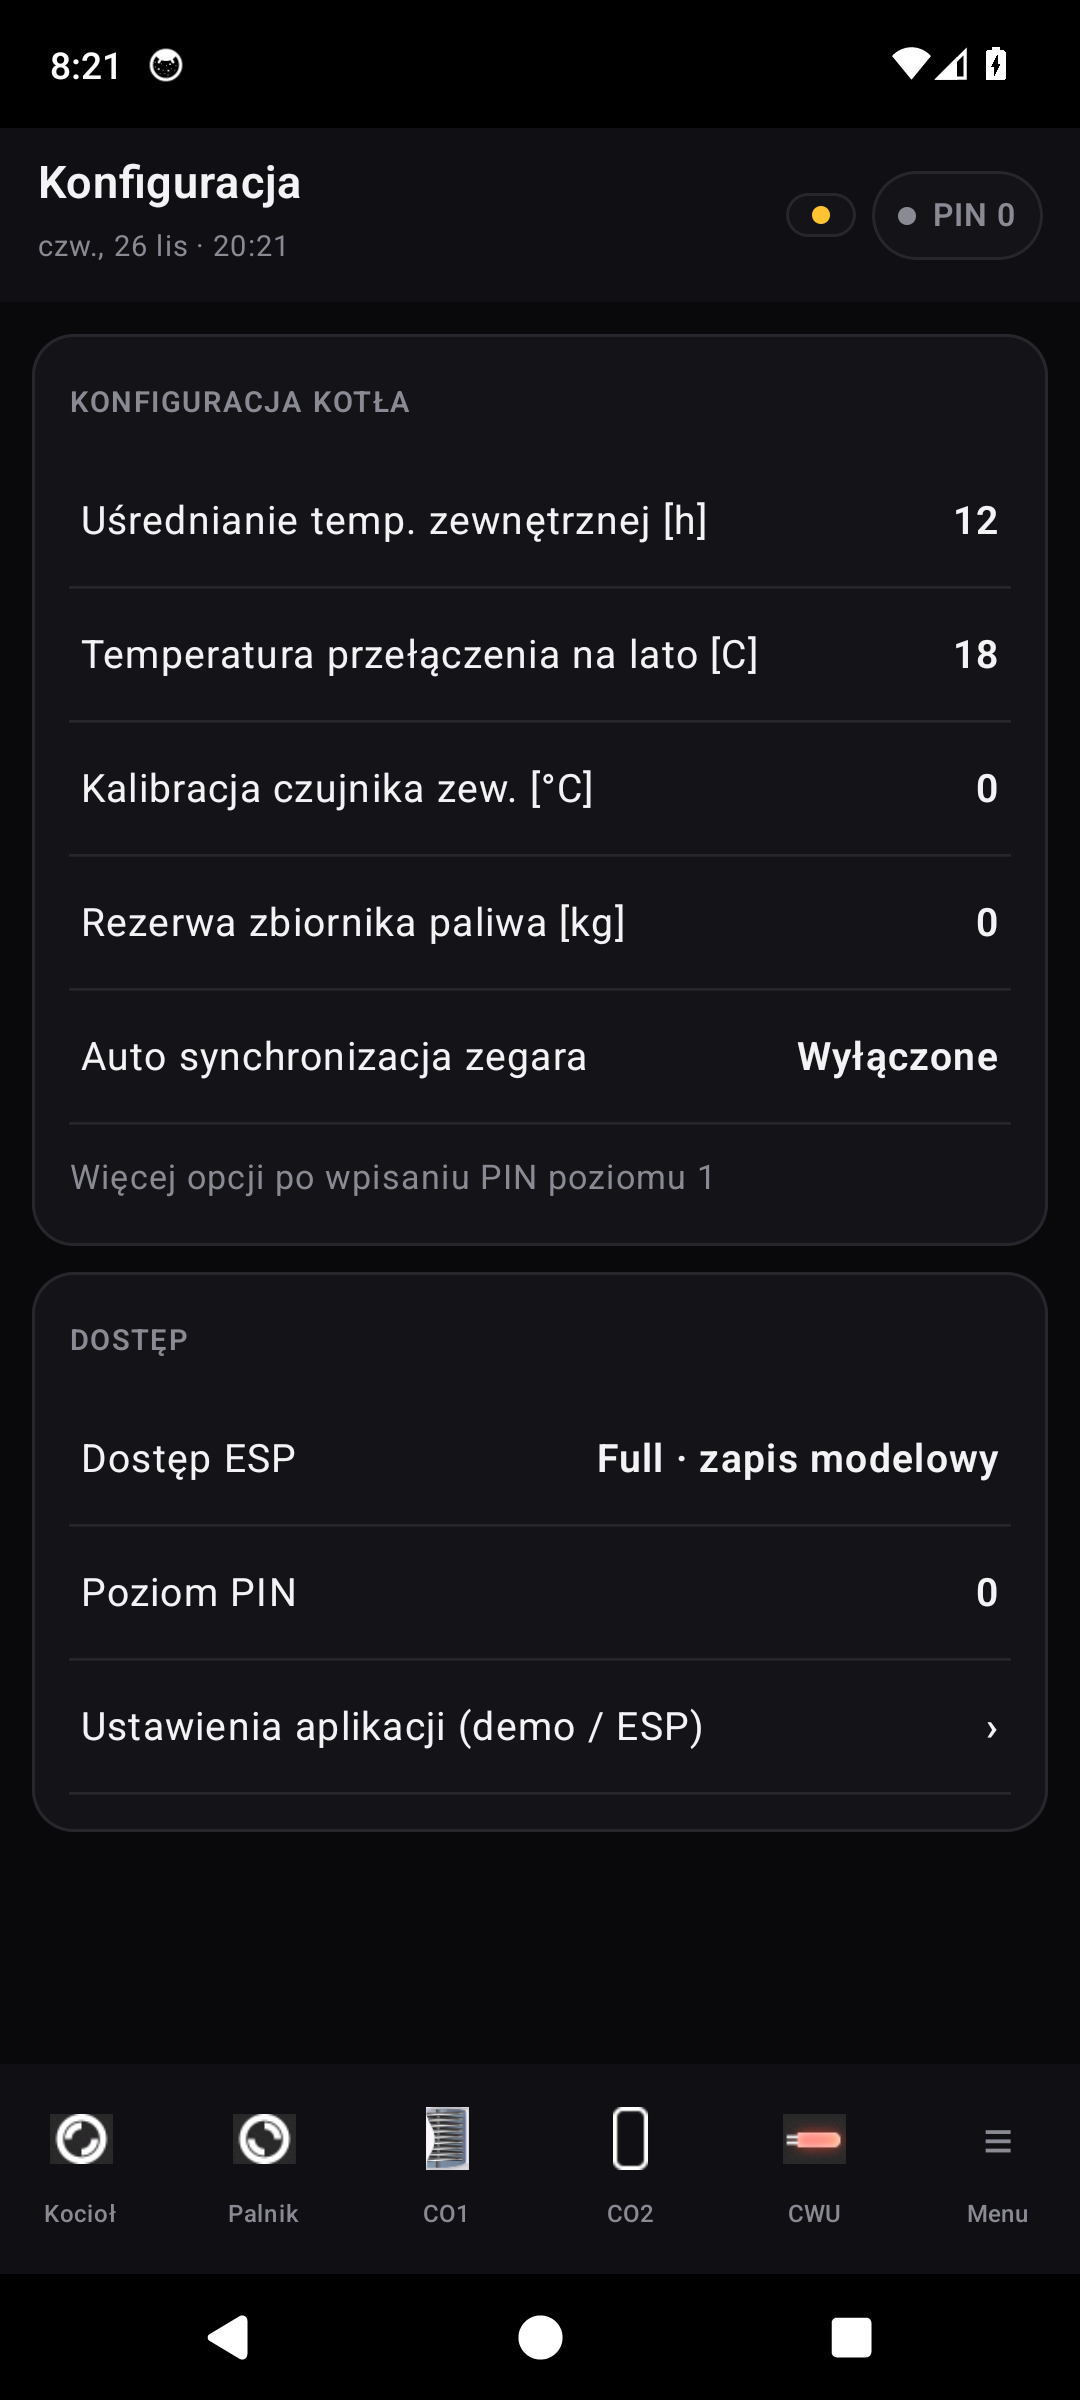 8:21
Konfiguracja
czw., 26 lis · 20:21
PIN 0
KONFIGURACJA KOTŁA
Uśrednianie temp. zewnętrznej [h] 12
Temperatura przełączenia na lato [C] 18
Kalibracja czujnika zew. [°C] 0
Rezerwa zbiornika paliwa [kg] 0
Auto synchronizacja zegara Wyłączone
Więcej opcji po wpisaniu PIN poziomu 1
DOSTĘP
Dostęp ESP Full · zapis modelowy
Poziom PIN 0
Ustawienia aplikacji (demo / ESP) ›
Kocioł Palnik CO1 CO2 CWU Menu